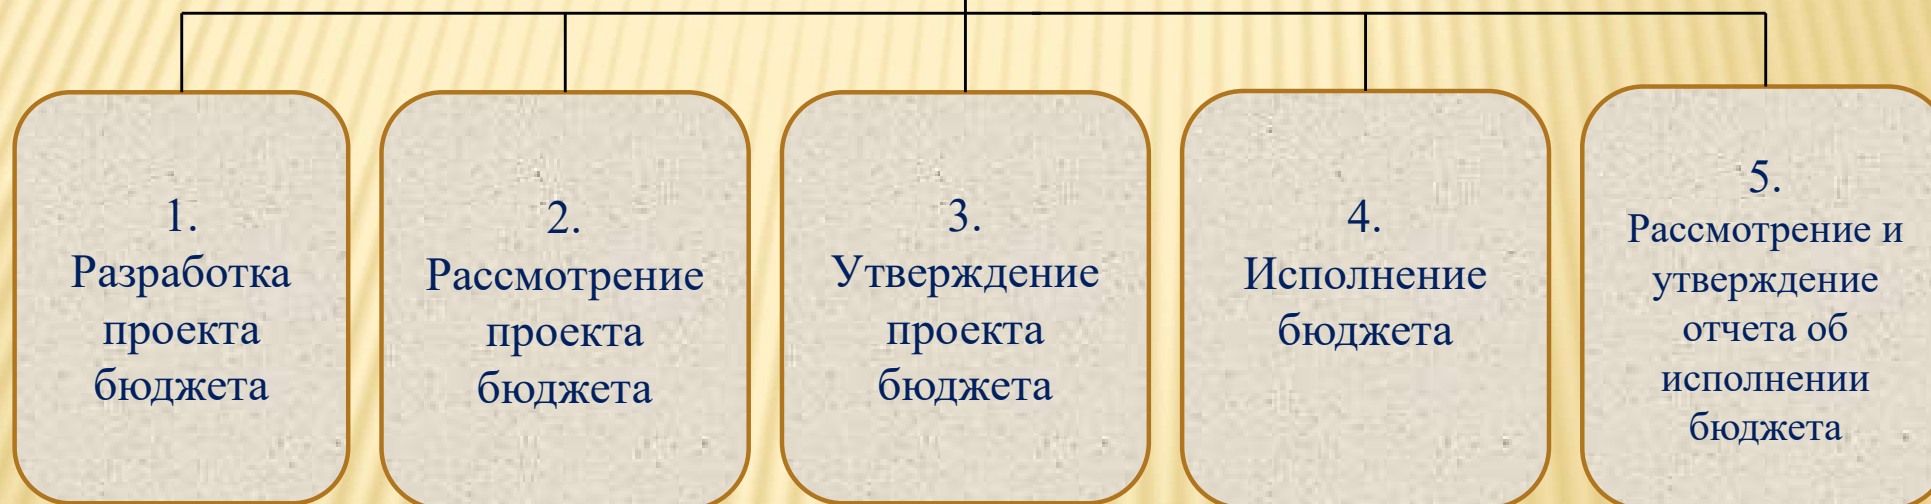 1.
Разработка
проекта
бюджета
2.
Рассмотрение
проекта
бюджета
3.
Утверждение
проекта
бюджета
4.
Исполнение
бюджета
5.
Рассмотрение и
утверждение
отчета об
исполнении
бюджета